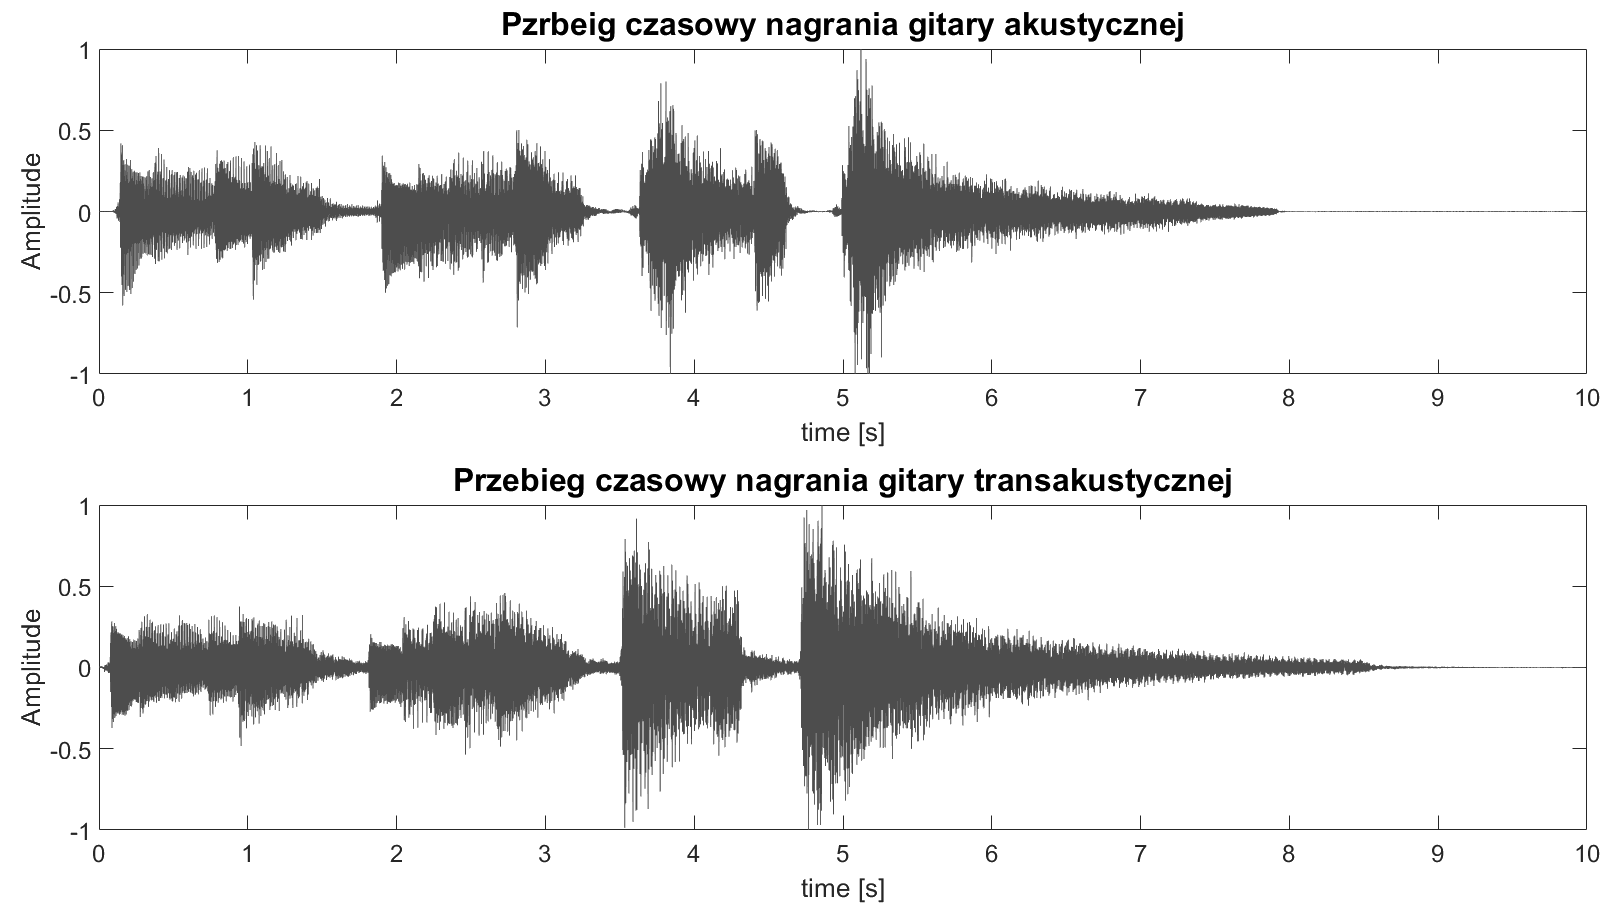 Pzrbeig czasowy nagrania gitary akustycznej
1
0.5
0
-0.5
-1
Amplitude
0 1 2 3 4 5 6 7 8 9 10
time [s]
Przebieg czasowy nagrania gitary transakustycznej
1
0.5
0
-0.5
-1
Amplitude
0 1 2 3 4 5 6 7 8 9 10
time [s]